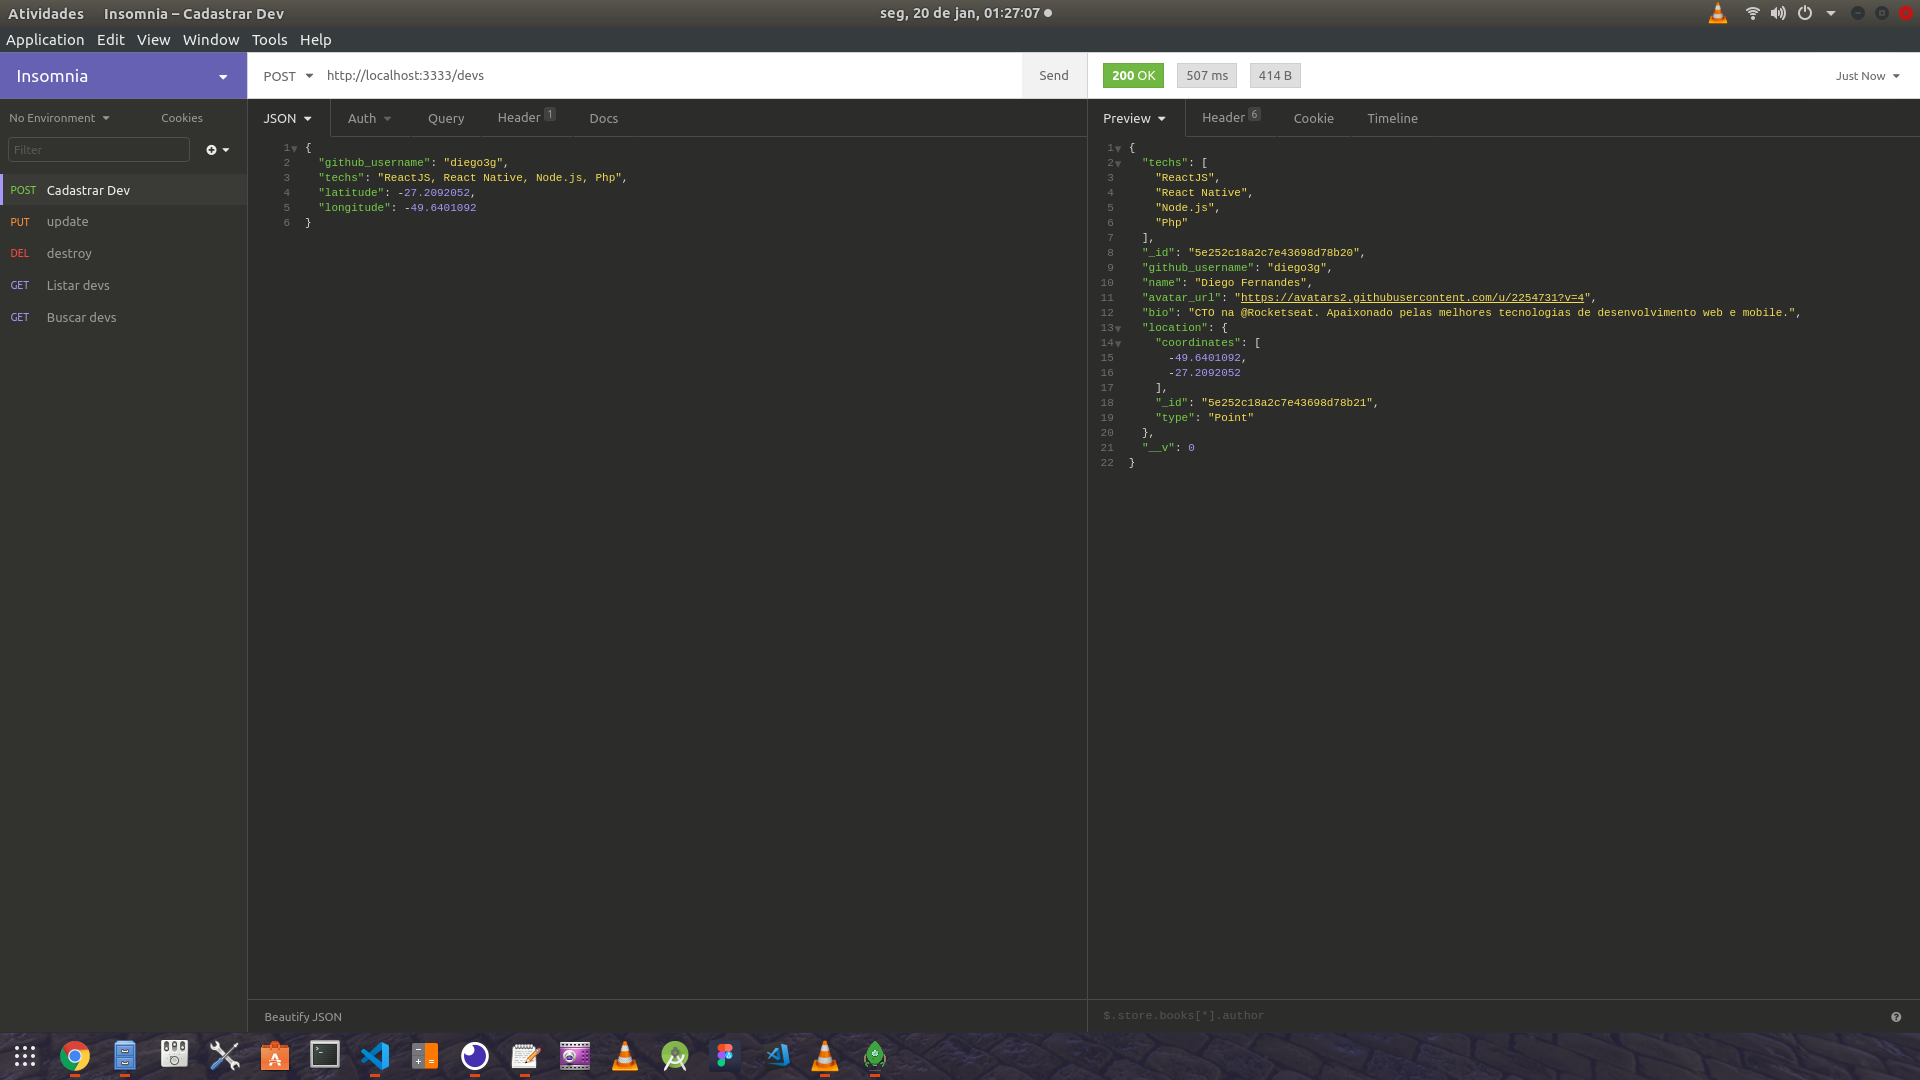 Atividades Insomnia – Cadastrar Dev seg, 20 de jan, 01:27:07
Application Edit View Window Tools Help
Insomnia POST http://localhost:3333/devs Send 200 OK 507 ms 414 B Just Now
No Environment Cookies JSON Auth Query Header 1 Docs Preview Header 6 Cookie Timeline
Filter
POST Cadastrar Dev
PUT update
DEL destroy
GET Listar devs
GET Buscar devs
1 {
2 "github_username": "diego3g",
3 "techs": "ReactJS, React Native, Node.js, Php",
4 "latitude": -27.2092052,
5 "longitude": -49.6401092
6 }
Beautify JSON
1 {
2 "techs": [
3 "ReactJS",
4 "React Native",
5 "Node.js",
6 "Php"
7 ],
8 "_id": "5e252c18a2c7e43698d78b20",
9 "github_username": "diego3g",
10 "name": "Diego Fernandes",
11 "avatar_url": "https://avatars2.githubusercontent.com/u/2254731?v=4",
12 "bio": "CTO na @Rocketseat. Apaixonado pelas melhores tecnologias de desenvolvimento web e mobile.",
13 "location": {
14 "coordinates": [
15 -49.6401092,
16 -27.2092052
17 ],
18 "_id": "5e252c18a2c7e43698d78b21",
19 "type": "Point"
20 },
21 "__v": 0
22 }
$.store.books[*].author